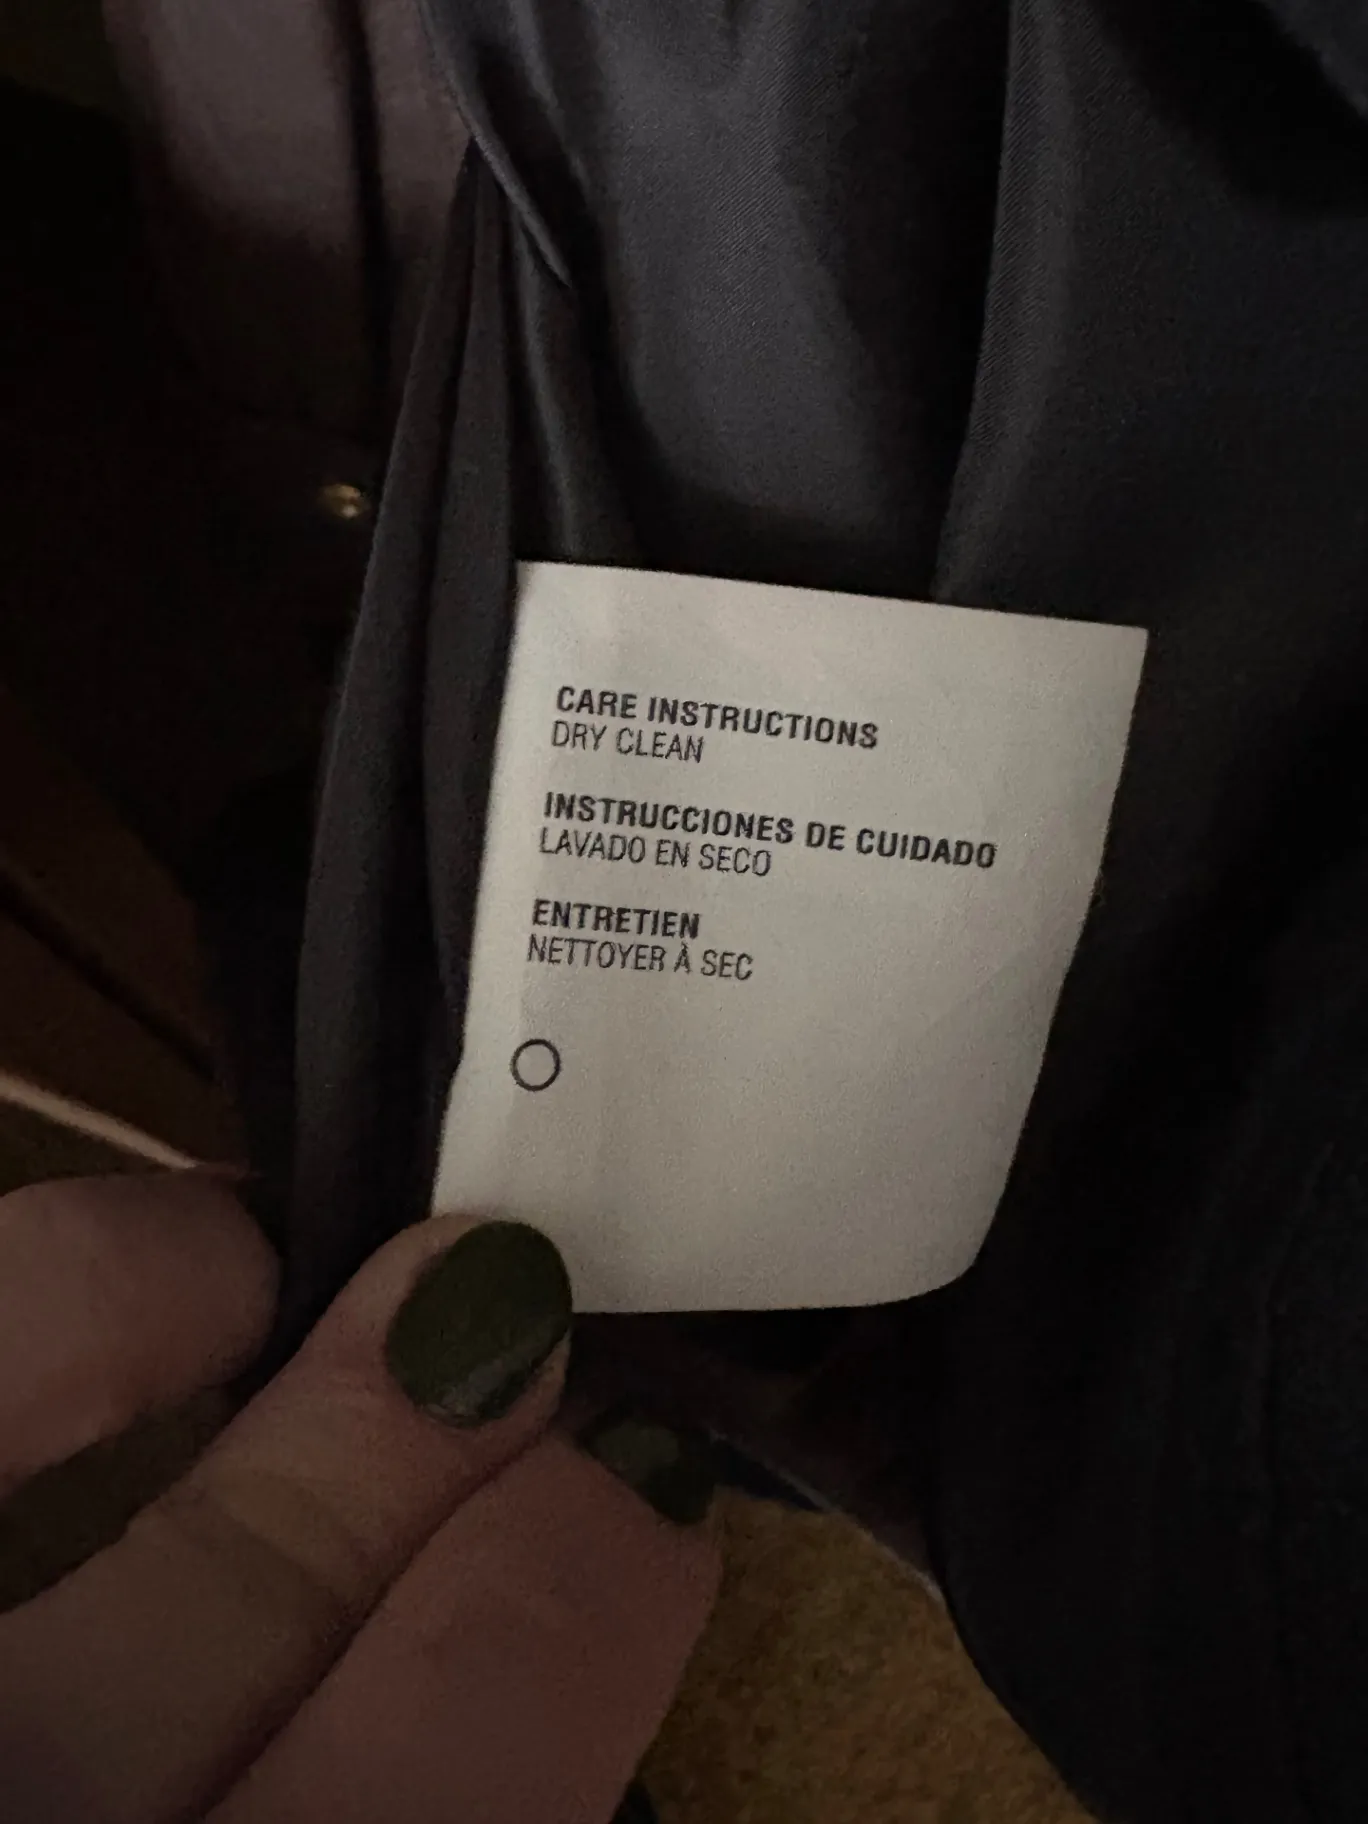 CARE INSTRUCTIONS
DRY CLEAN
INSTRUCCIONES DE CUIDADO
LAVADO EN SECO
ENTRETIEN
NETTOYER À SEC